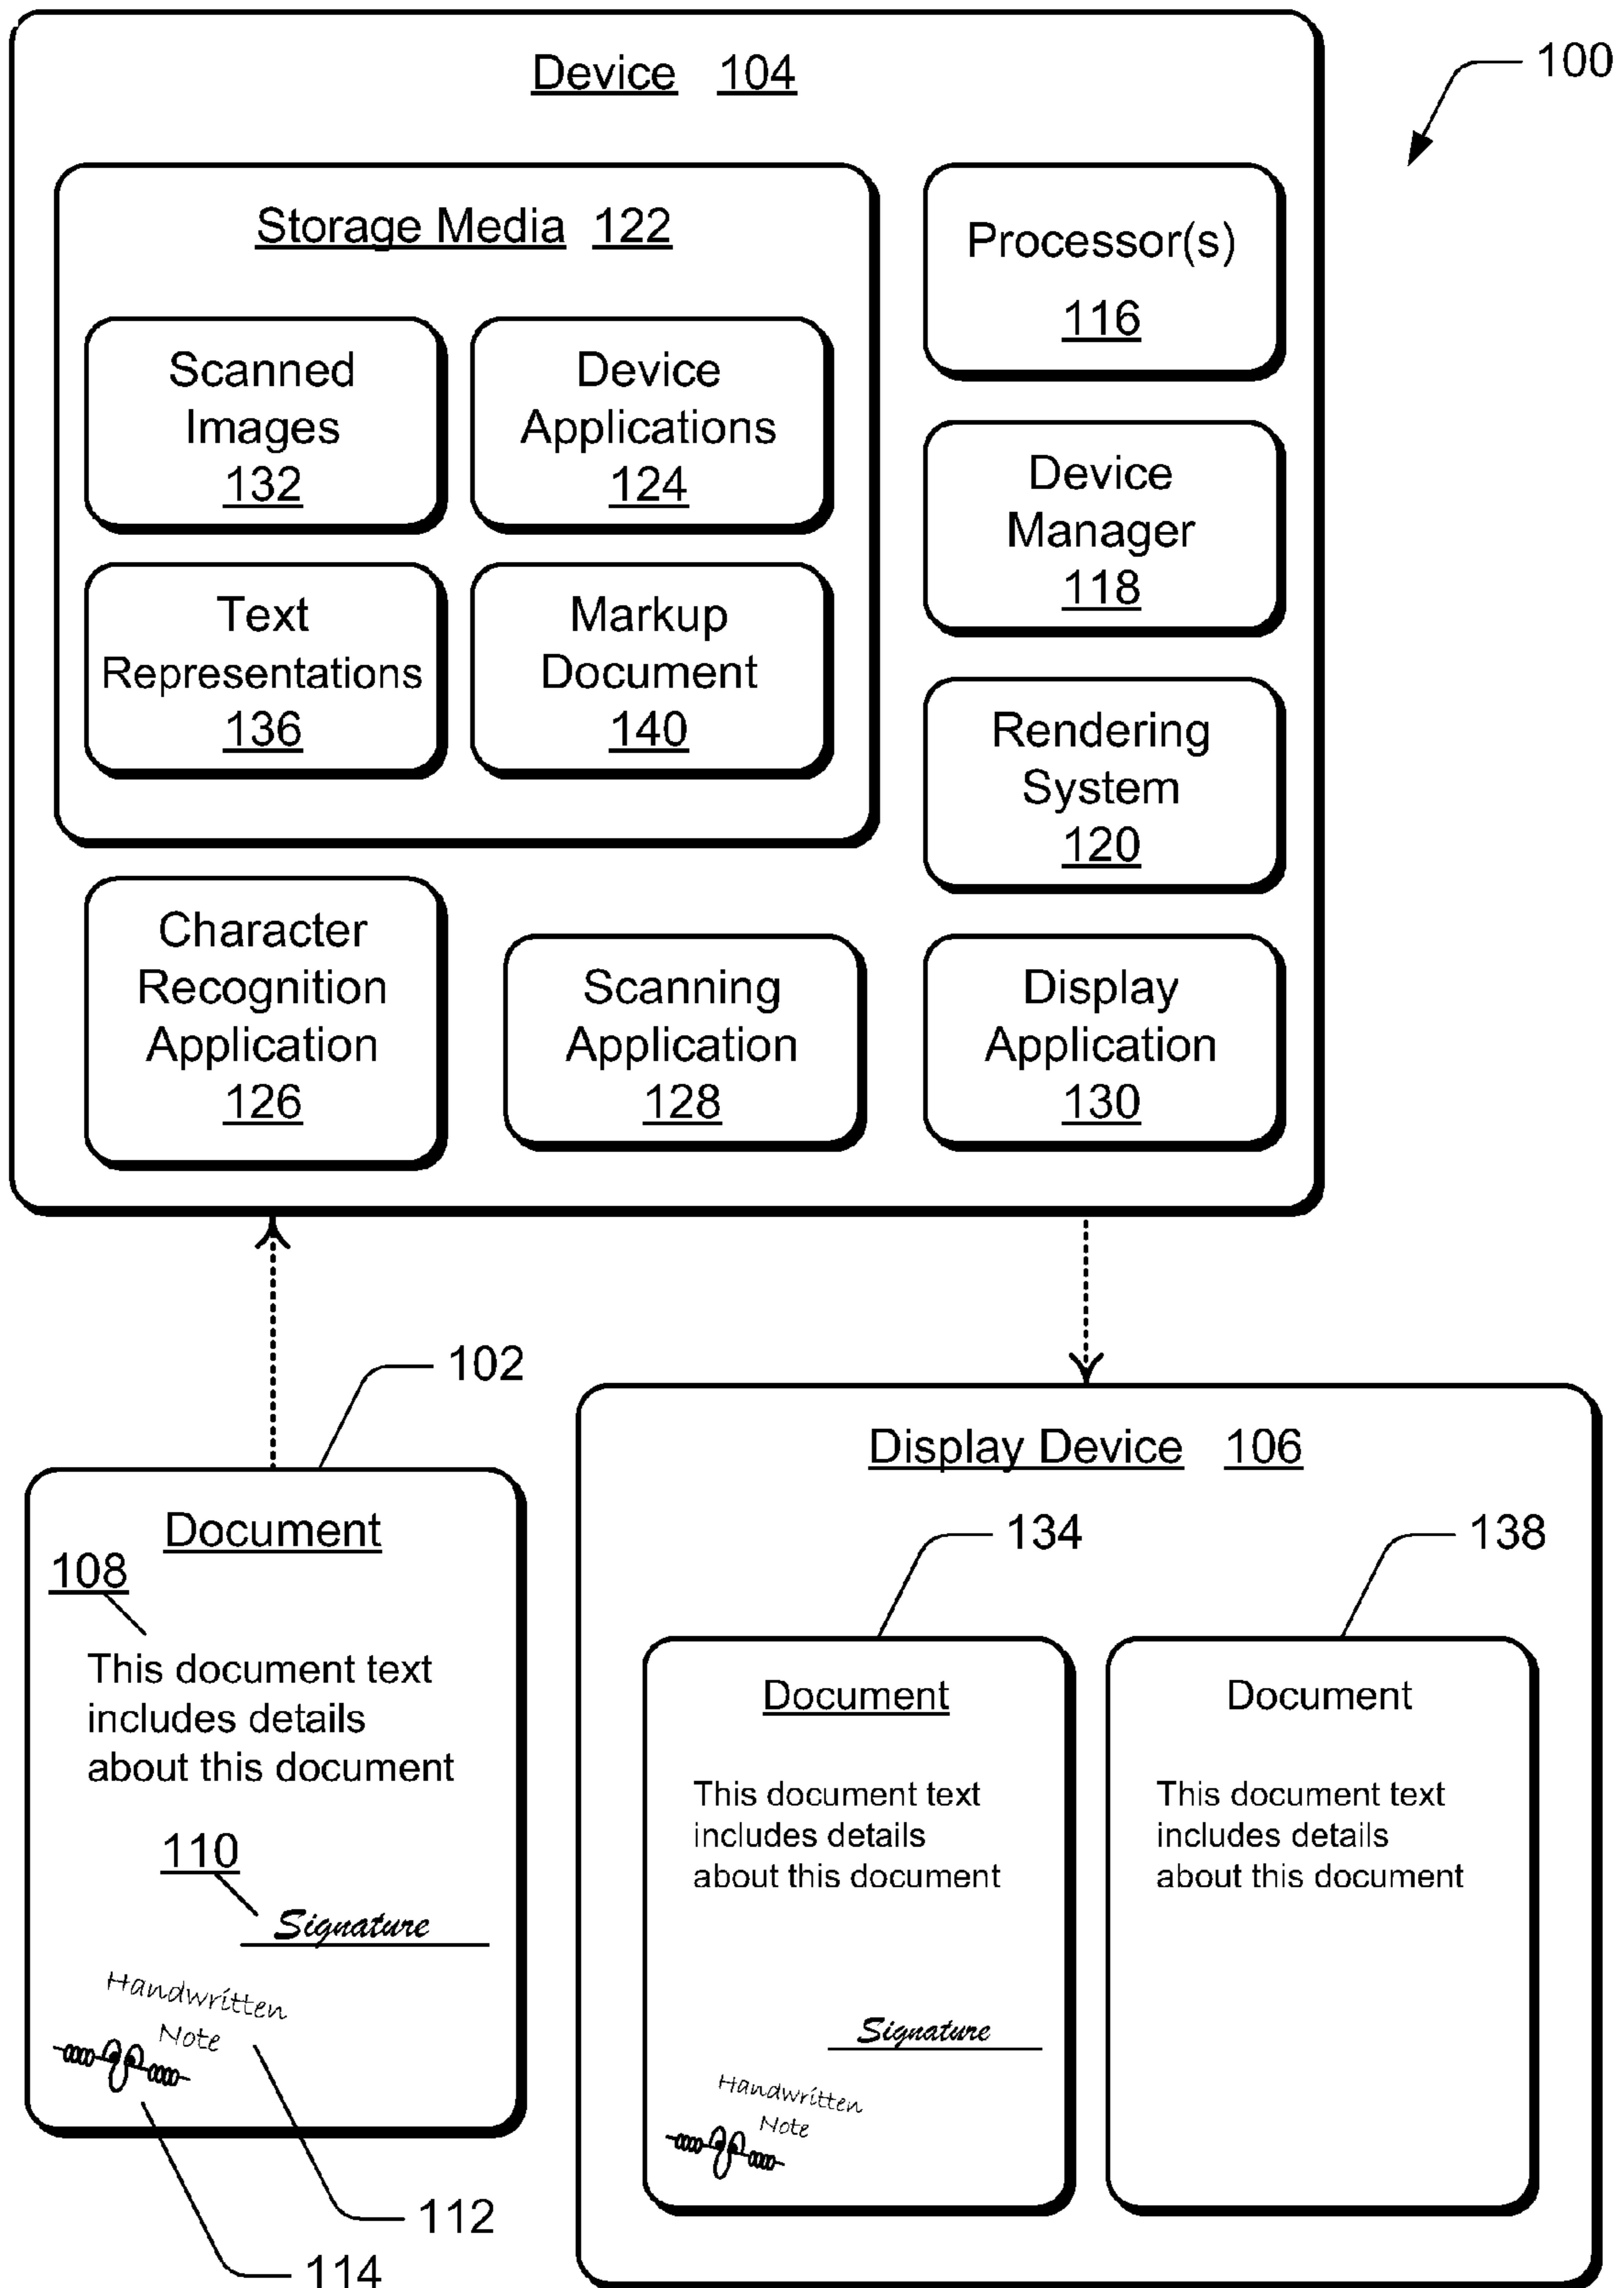 Device 104
100
Storage Media 122
Scanned
Images
132
Device
Applications
124
Text
Representations
136
Markup
Document
140
Processor(s)
116
Device
Manager
118
Rendering
System
120
Character
Recognition
Application
126
Scanning
Application
128
Display
Application
130
102
Document
108
This document text
includes details
about this document
110
Signature
Handwritten
Note
112
114
Display Device 106
134
Document
This document text
includes details
about this document
Signature
Handwritten
Note
138
Document
This document text
includes details
about this document